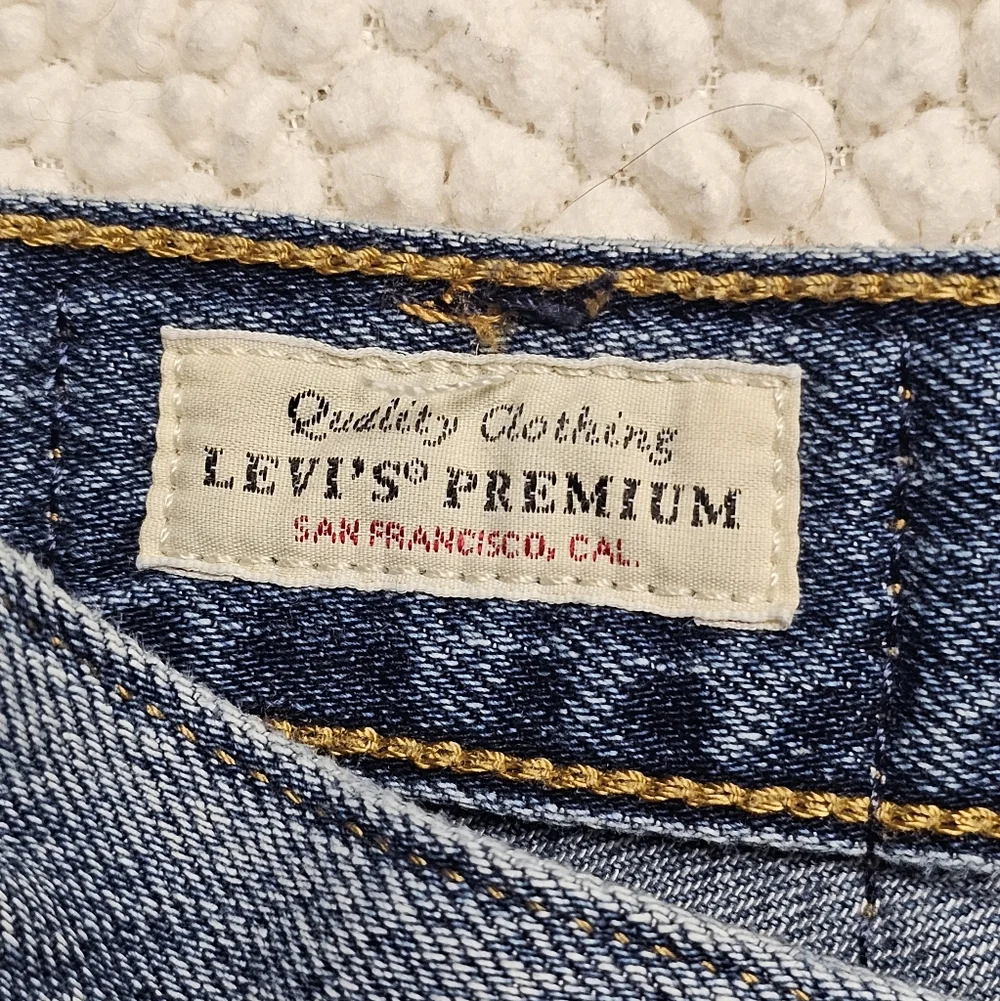 Quality Clothing
LEVI'S® PREMIUM
SAN FRANCISCO, CAL.